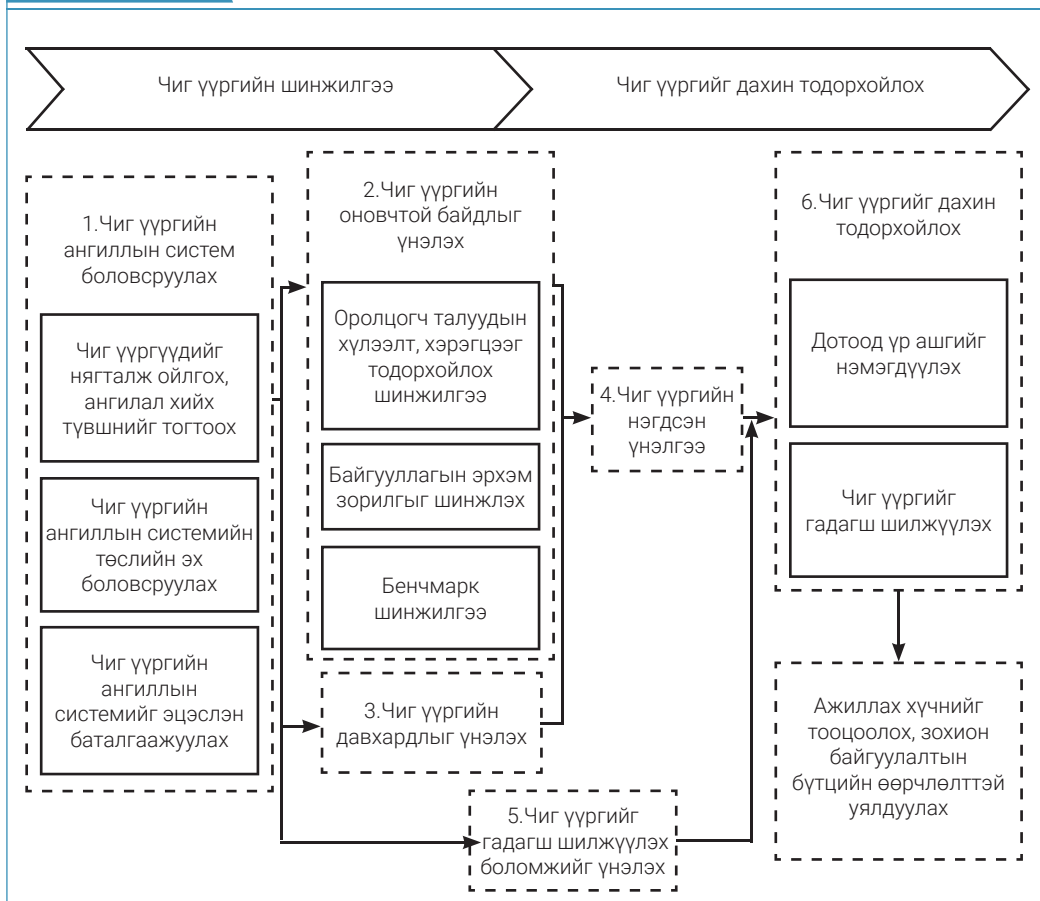 Чиг үүргийн шинжилгээ
Чиг үүргийг дахин тодорхойлох
1.Чиг үүргийн
ангиллын систем
боловсруулах
Чиг үүргүүдийг
нягталж ойлгох,
ангилал хийх
түвшнийг тогтоох
Чиг үүргийн
ангиллын системийн
төслийн эх
боловсруулах
Чиг үүргийн
ангиллын
системийг эцэслэн
баталгаажуулах
2.Чиг үүргийн
оновчтой байдлыг
үнэлэх
Оролцогч талуудын
хүлээлт, хэрэгцээг
тодорхойлох
шинжилгээ
Байгууллагын эрхэм
зорилгыг шинжлэх
Бенчмарк
шинжилгээ
3.Чиг үүргийн
давхардлыг үнэлэх
4.Чиг үүргийн
нэгдсэн
үнэлгээ
5.Чиг үүргийг
гадагш шилжүүлэх
боломжийг үнэлэх
6.Чиг үүргийг дахин
тодорхойлох
Дотоод үр ашгийг
нэмэгдүүлэх
Чиг үүргийг
гадагш шилжүүлэх
Ажиллах хүчнийг
тооцоолох, зохион
байгуулалтын
бүтцийн өөрчлөлттэй
уялдуулах